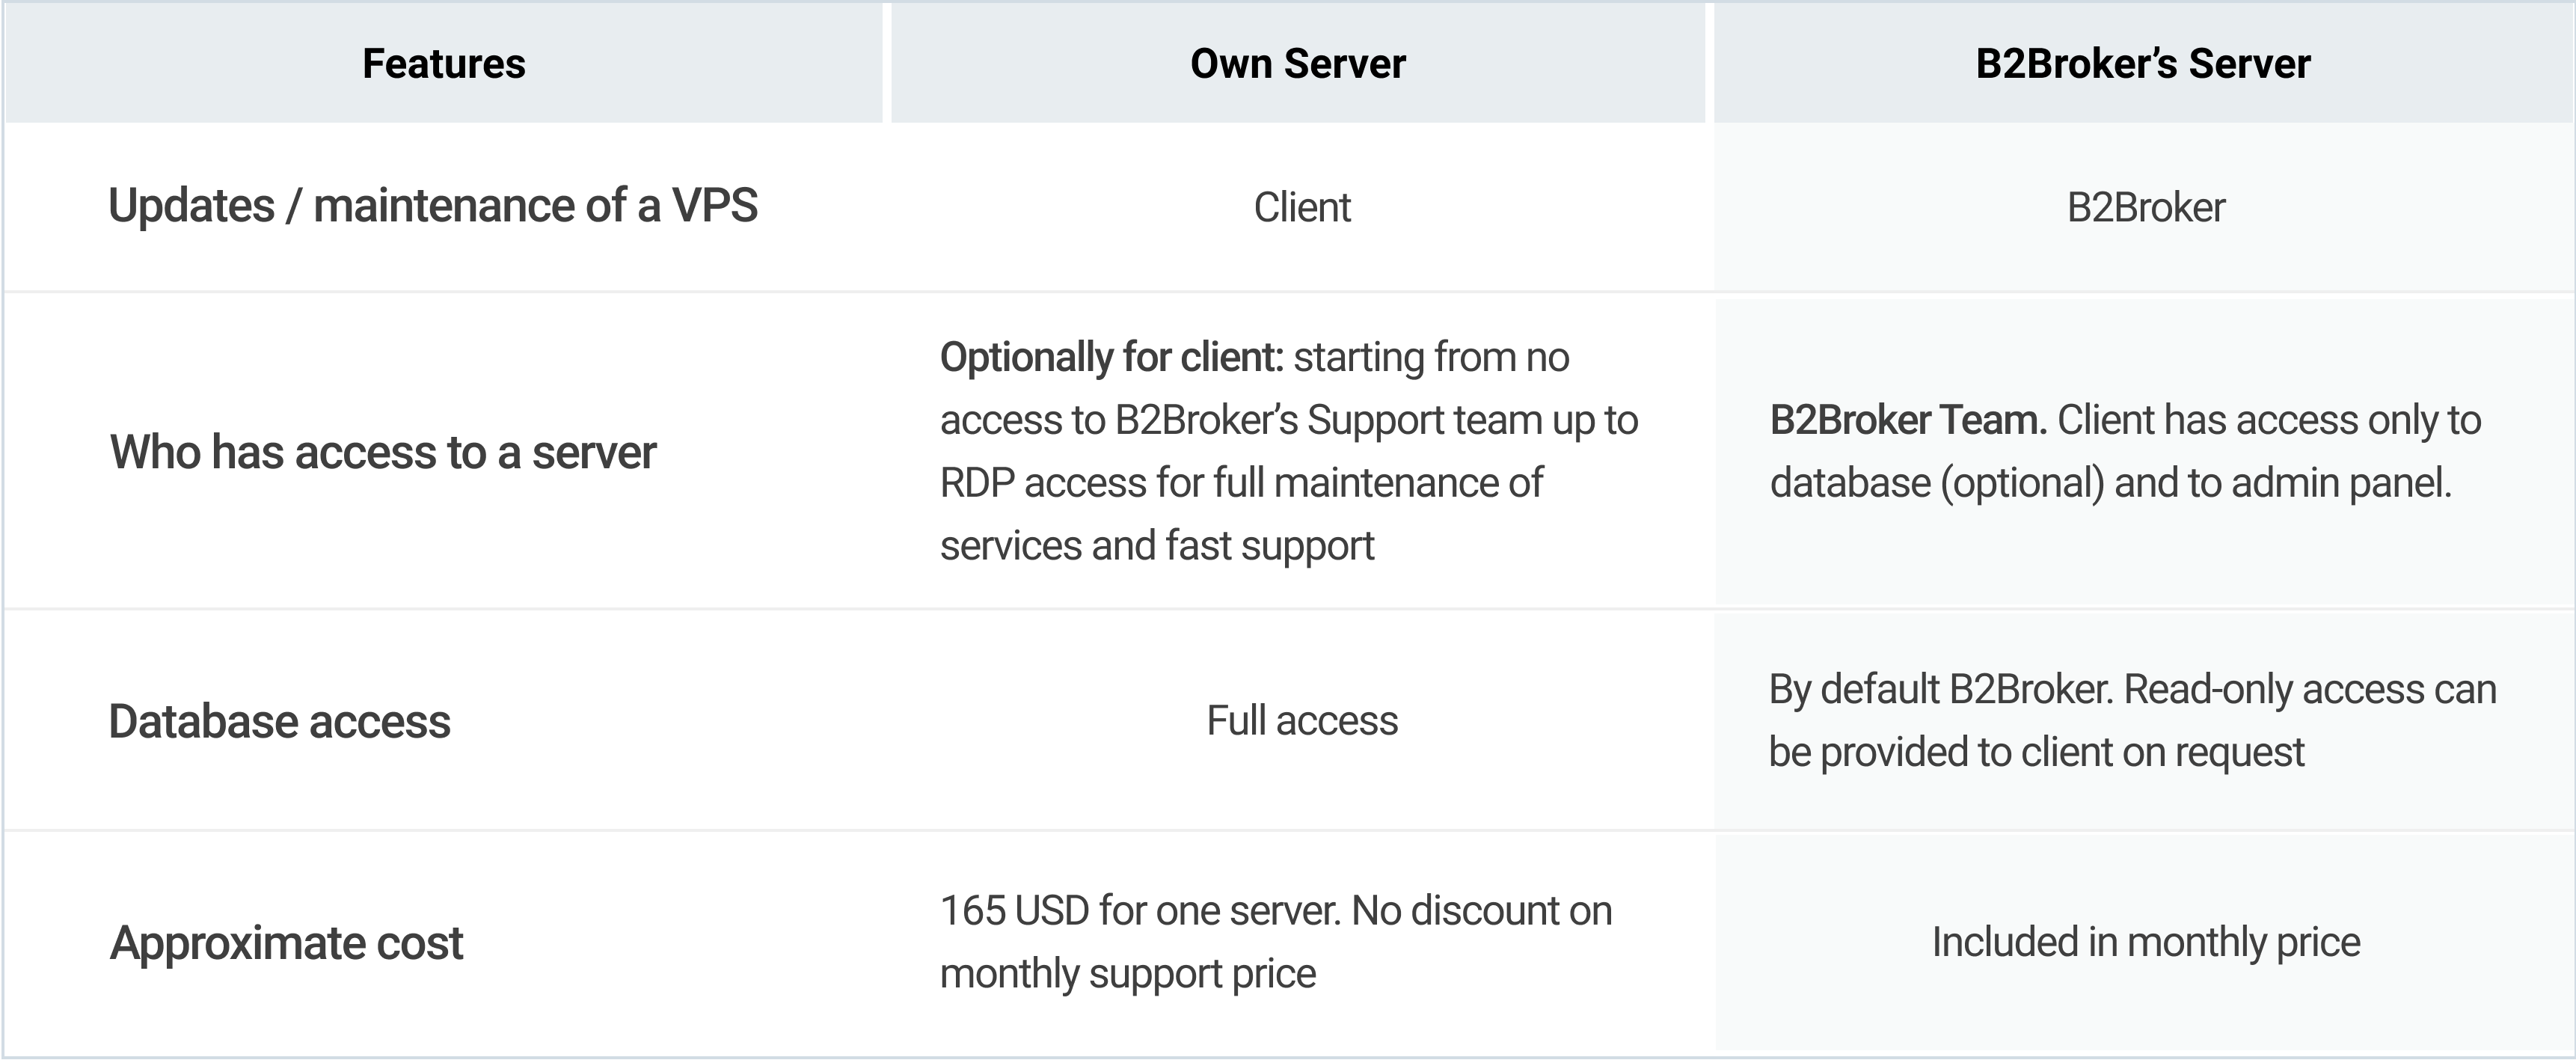 Features
Own Server
B2Broker’s Server
Updates / maintenance of a VPS
Client
B2Broker
Who has access to a server
Optionally for client: starting from no
access to B2Broker’s Support team up to
RDP access for full maintenance of
services and fast support
B2Broker Team. Client has access only to
database (optional) and to admin panel.
Database access
Full access
By default B2Broker. Read-only access can
be provided to client on request
Approximate cost
165 USD for one server. No discount on
monthly support price
Included in monthly price